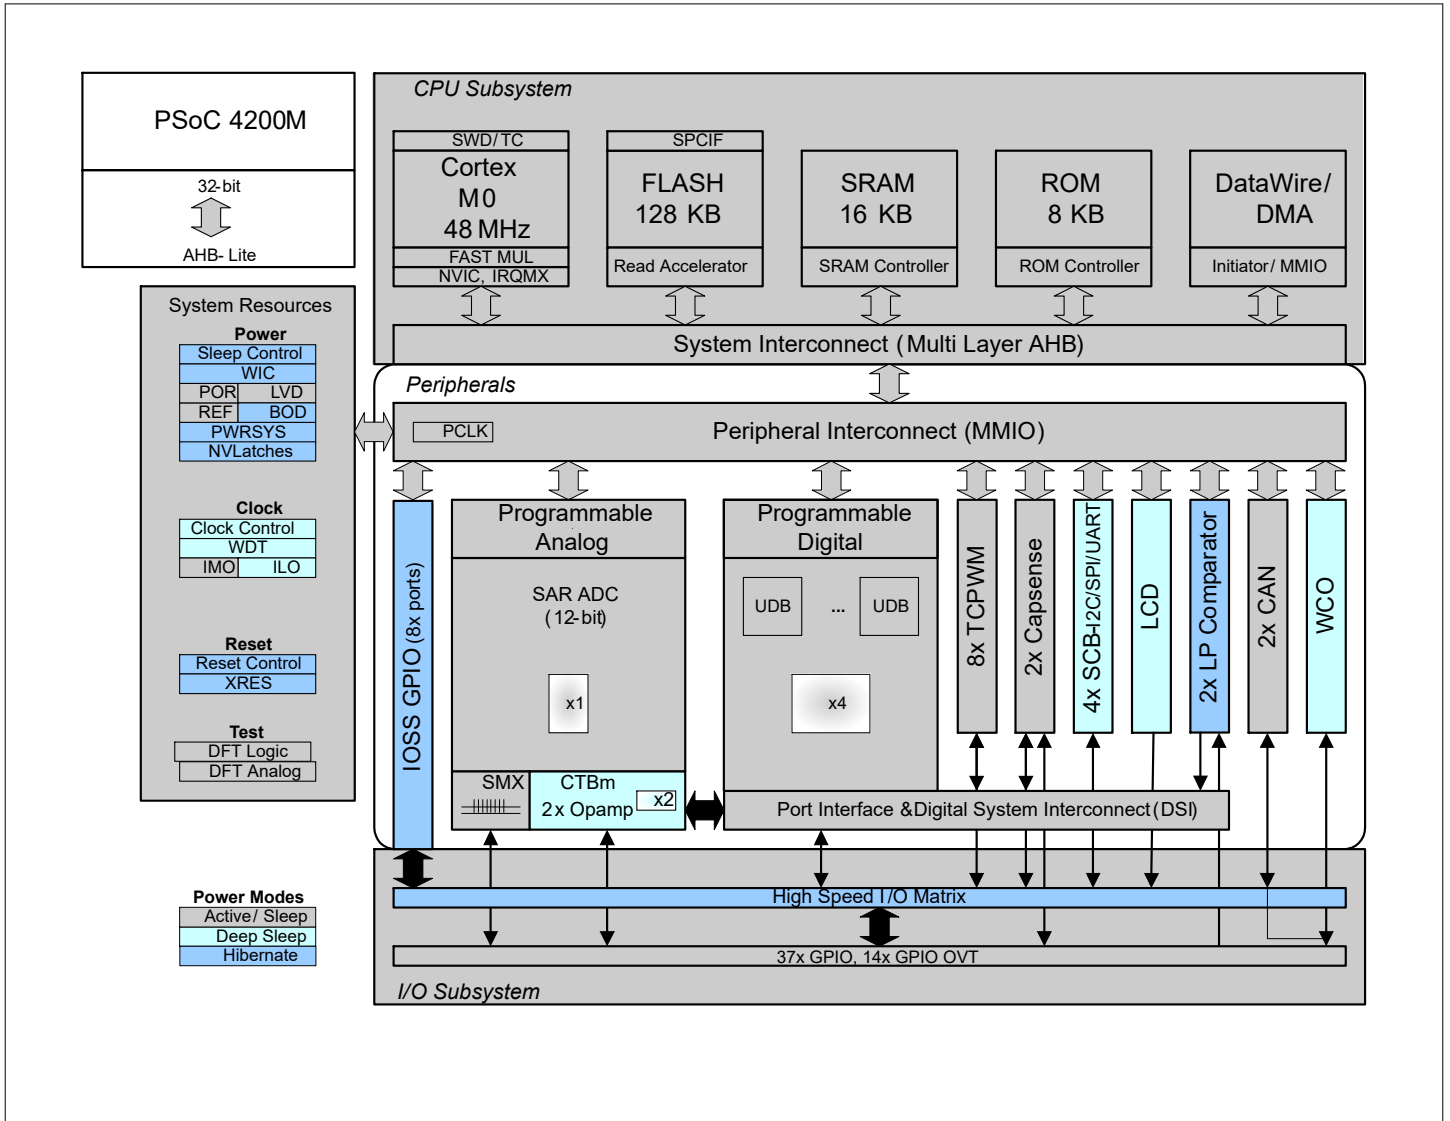 PSoC 4200M
32-bit
AHB- Lite
CPU Subsystem
SWD/ TC
Cortex
M0
48 MHz
FAST MUL
NVIC, IRQMX
SPCIF
FLASH
128 KB
Read Accelerator
SRAM
16 KB
SRAM Controller
ROM
8 KB
ROM Controller
DataWire/
DMA
Initiator/ MMIO
System Interconnect (Multi Layer AHB)
System Resources
Power
Sleep Control
WIC
POR LVD
REF BOD
PWRSYS
NVLatches
Clock
Clock Control
WDT
IMO ILO
Reset
Reset Control
XRES
Test
DFT Logic
DFT Analog
Peripherals
PCLK
Peripheral Interconnect (MMIO)
IOSS GPIO (8x ports)
Programmable
Analog
SAR ADC
(12-bit)
x1
SMX
CTBm
2x Opamp
x2
Programmable
Digital
UDB ... UDB
x4
8x TCPWM
2x Capsense
4x SCB-I2C/SPI/UART
LCD
2x LP Comparator
2x CAN
WCO
Port Interface &Digital System Interconnect (DSI)
High Speed I/O Matrix
37x GPIO, 14x GPIO OVT
I/O Subsystem
Power Modes
Active/ Sleep
Deep Sleep
Hibernate